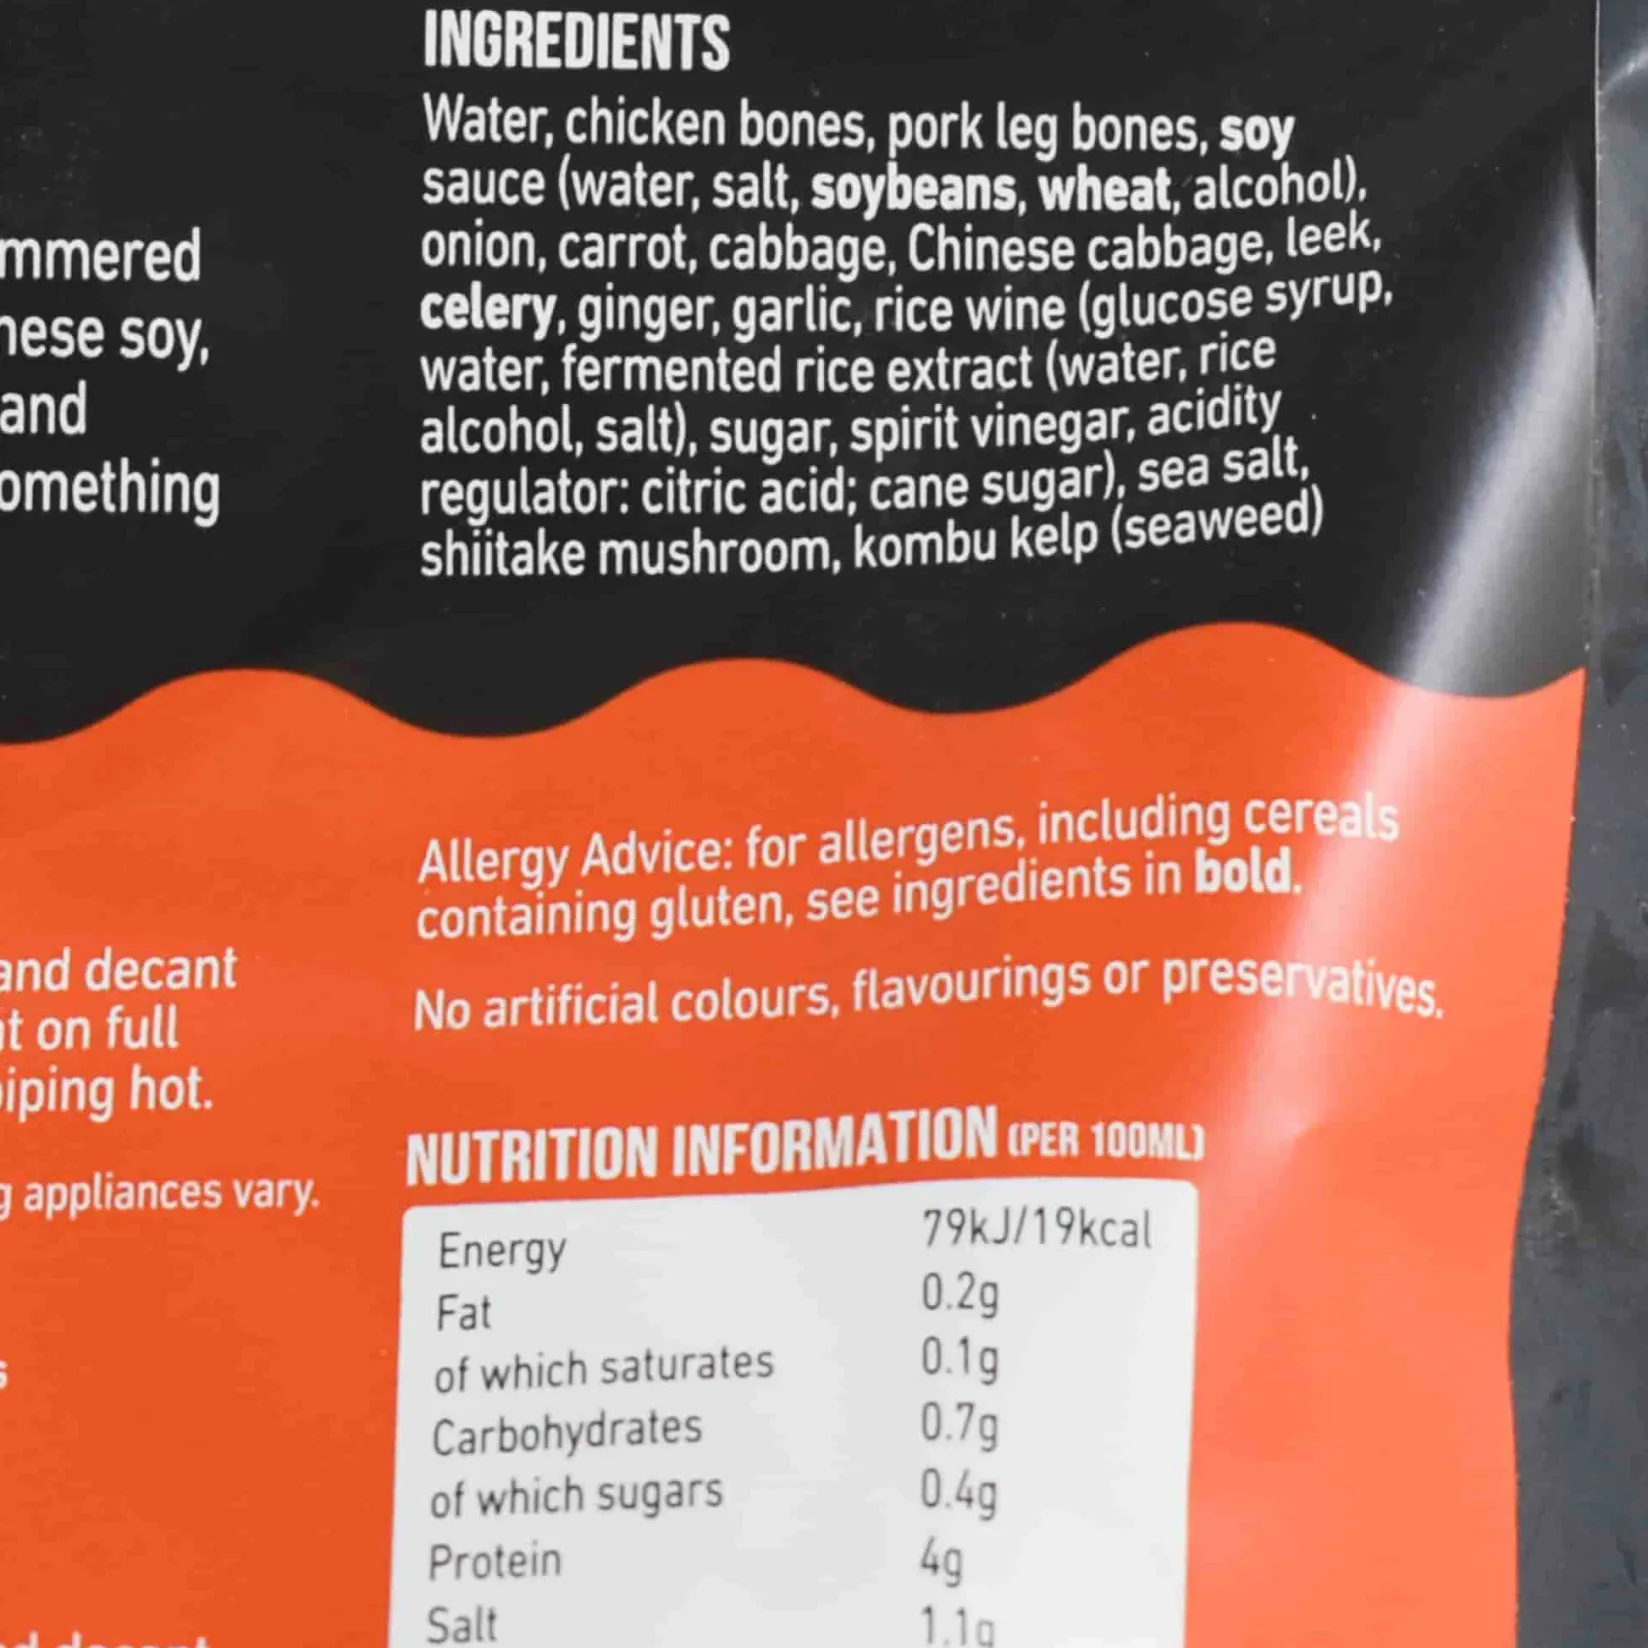 INGREDIENTS
Water, chicken bones, pork leg bones, soy
sauce (water, salt, soybeans, wheat, alcohol),
onion, carrot, cabbage, Chinese cabbage, leek,
celery, ginger, garlic, rice wine (glucose syrup,
water, fermented rice extract (water, rice
alcohol, salt), sugar, spirit vinegar, acidity
regulator: citric acid; cane sugar), sea salt,
shiitake mushroom, kombu kelp (seaweed)
mmered
nese soy,
and
omething
Allergy Advice: for allergens, including cereals
containing gluten, see ingredients in bold.
No artificial colours, flavourings or preservatives.
and decant
at on full
piping hot.
g appliances vary.
s
NUTRITION INFORMATION (PER 100ML)
Energy 79kJ/19kcal
Fat 0.2g
of which saturates 0.1g
Carbohydrates 0.7g
of which sugars 0.4g
Protein 4g
Salt 1.1g